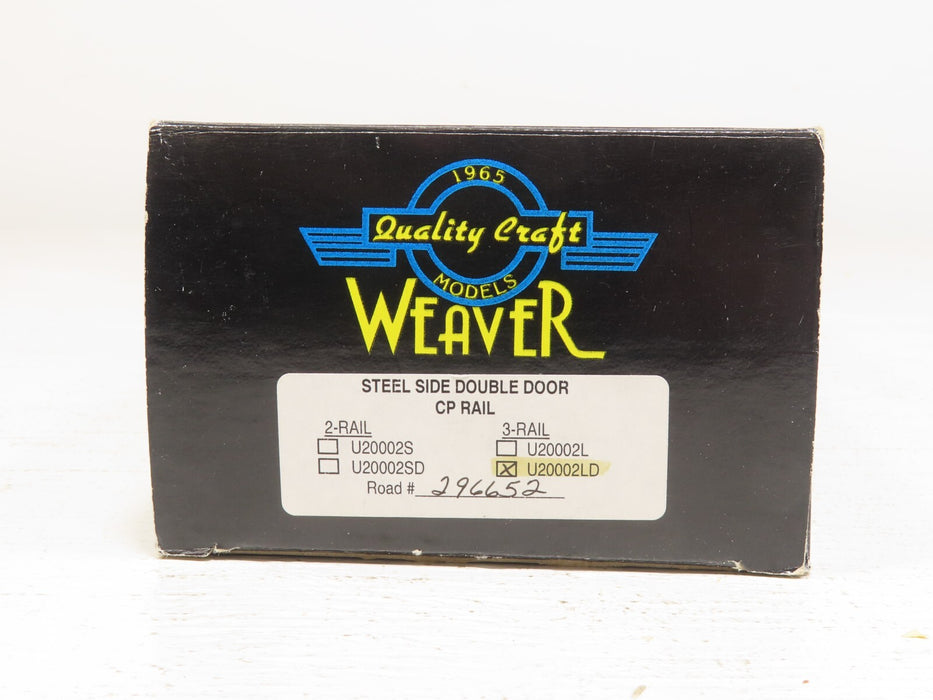 1965
Quality Craft
MODELS
WEAVER
STEEL SIDE DOUBLE DOOR
CP RAIL
2-RAIL 3-RAIL
☐ U20002S ☐ U20002L
☐ U20002SD ☒ U20002LD
Road # 296652